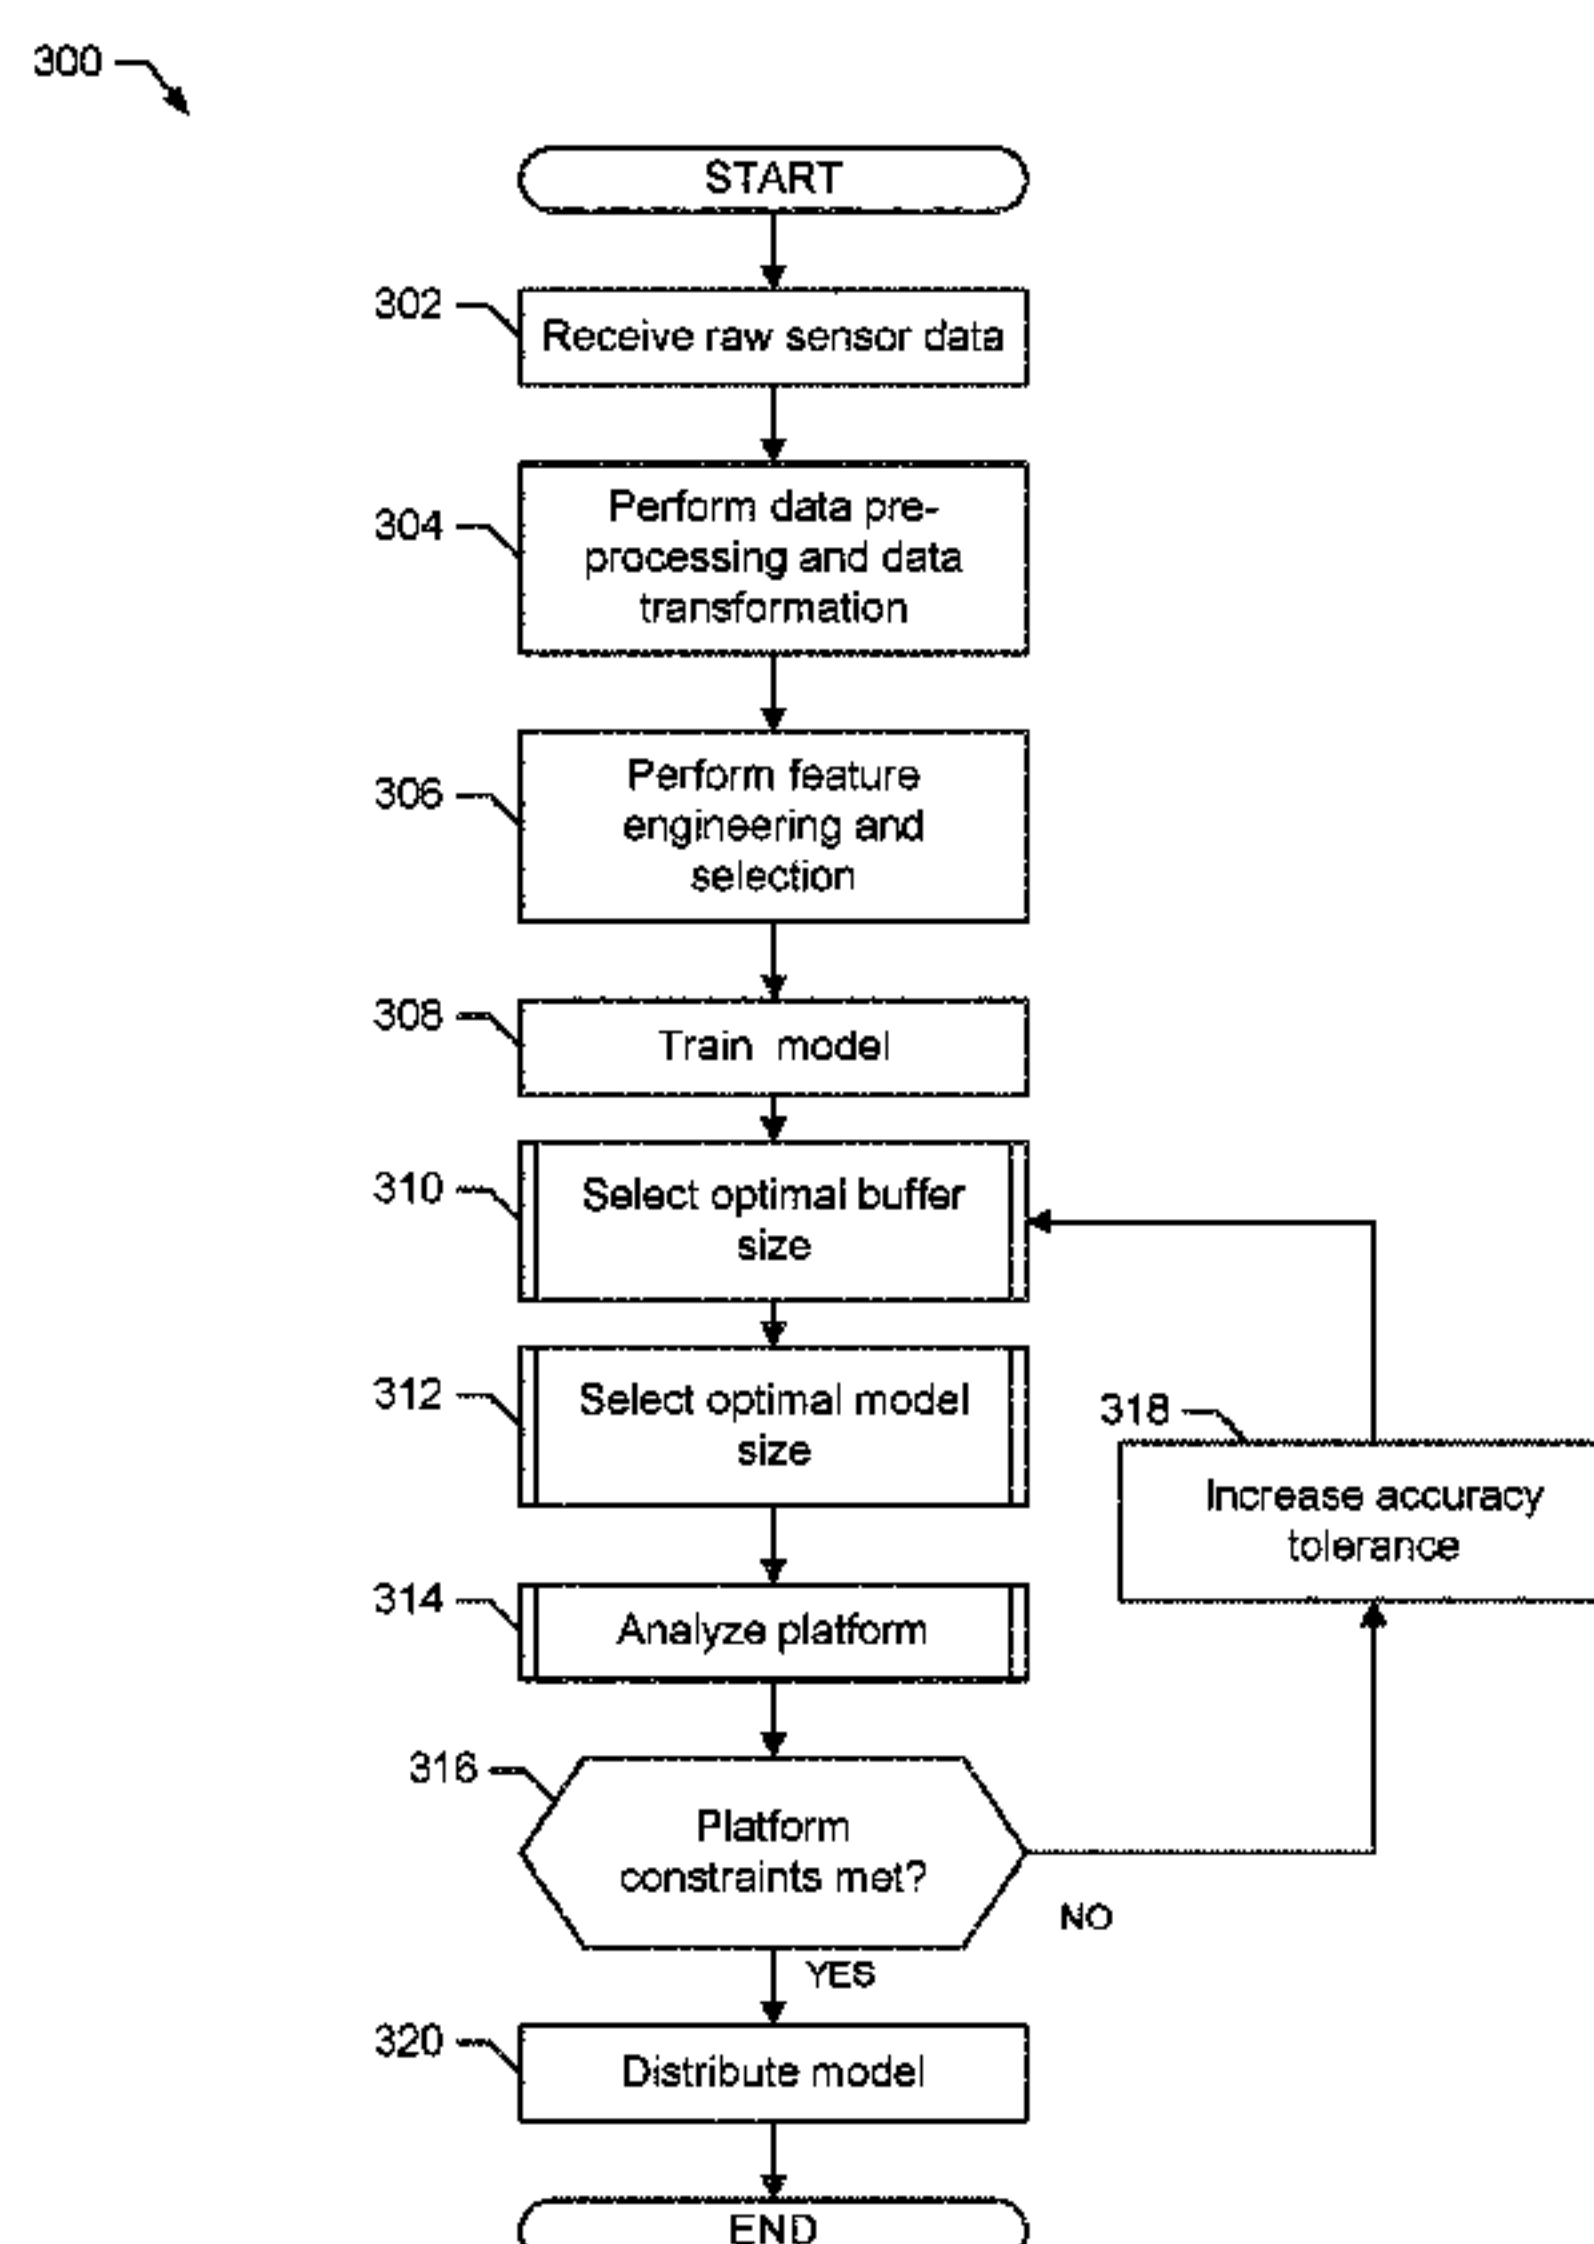 300
START
302
Receive raw sensor data
304
Perform data pre-
processing and data
transformation
306
Perform feature
engineering and
selection
308
Train model
310
Select optimal buffer
size
312
Select optimal model
size
318
Increase accuracy
tolerance
314
Analyze platform
316
Platform
constraints met?
NO
YES
320
Distribute model
END